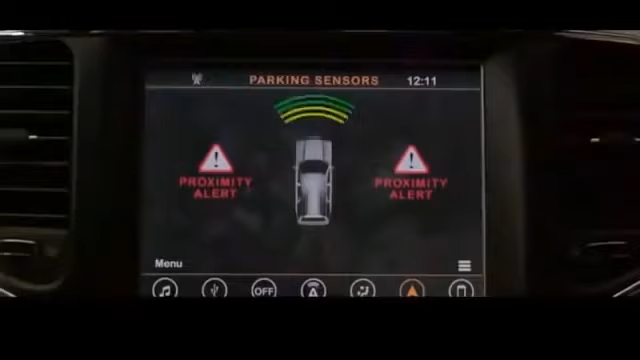 PARKING SENSORS 12:11
PROXIMITY
ALERT
PROXIMITY
ALERT
Menu
OFF
A